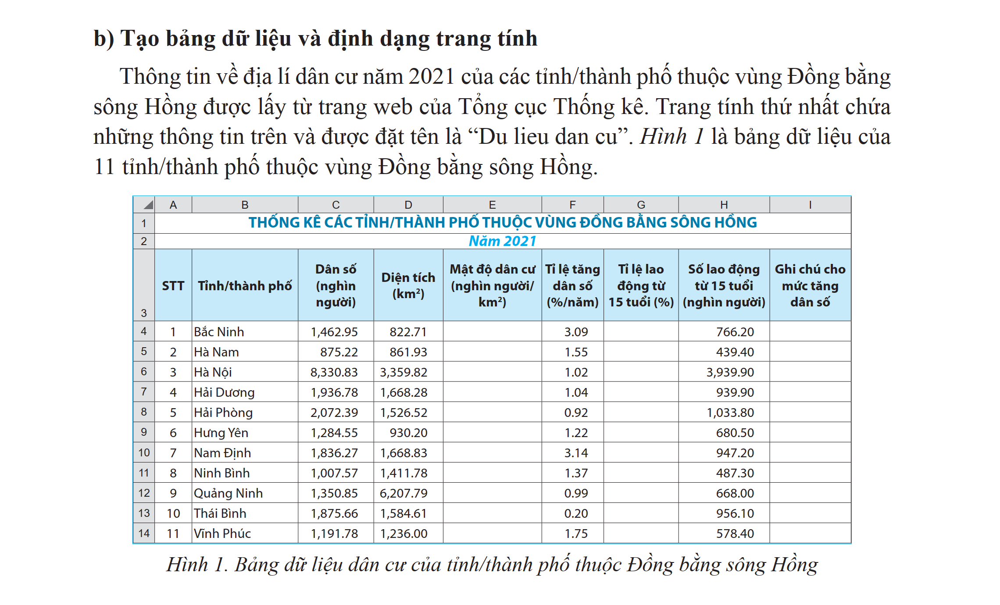 b) Tạo bảng dữ liệu và định dạng trang tính
Thông tin về địa lí dân cư năm 2021 của các tỉnh/thành phố thuộc vùng Đồng bằng
sông Hồng được lấy từ trang web của Tổng cục Thống kê. Trang tính thứ nhất chứa
những thông tin trên và được đặt tên là “Du lieu dan cu”. Hình 1 là bảng dữ liệu của
11 tỉnh/thành phố thuộc vùng Đồng bằng sông Hồng.
A B C D E F G H I
1 THỐNG KÊ CÁC TỈNH/THÀNH PHỐ THUỘC VÙNG ĐỒNG BẰNG SÔNG HỒNG
2 Năm 2021
3 STT Tỉnh/thành phố Dân số (nghìn người) Diện tích (km²) Mật độ dân cư (nghìn người/ km²) Tỉ lệ tăng dân số (%/năm) Tỉ lệ lao động từ 15 tuổi (%) Số lao động từ 15 tuổi (nghìn người) Ghi chú cho mức tăng dân số
4 1 Bắc Ninh 1,462.95 822.71 3.09 766.20
5 2 Hà Nam 875.22 861.93 1.55 439.40
6 3 Hà Nội 8,330.83 3,359.82 1.02 3,939.90
7 4 Hải Dương 1,936.78 1,668.28 1.04 939.90
8 5 Hải Phòng 2,072.39 1,526.52 0.92 1,033.80
9 6 Hưng Yên 1,284.55 930.20 1.22 680.50
10 7 Nam Định 1,836.27 1,668.83 3.14 947.20
11 8 Ninh Bình 1,007.57 1,411.78 1.37 487.30
12 9 Quảng Ninh 1,350.85 6,207.79 0.99 668.00
13 10 Thái Bình 1,875.66 1,584.61 0.20 956.10
14 11 Vĩnh Phúc 1,191.78 1,236.00 1.75 578.40
Hình 1. Bảng dữ liệu dân cư của tỉnh/thành phố thuộc Đồng bằng sông Hồng